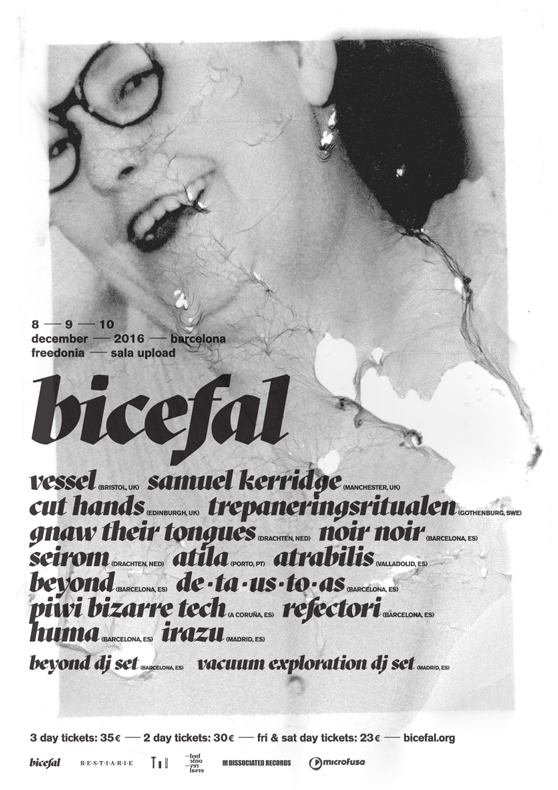 8 — 9 — 10
december — 2016 — barcelona
freedonia — sala upload
bicefal
vessel (BRISTOL, UK) samuel kerridge (MANCHESTER, UK)
cut hands (EDINBURGH, UK) trepaneringsritualen (GOTHENBURG, SWE)
gnaw their tongues (DRACHTEN, NED) noir noir (BARCELONA, ES)
seirom (DRACHTEN, NED) atila (PORTO, PT) atrabilis (VALLADOLID, ES)
beyond (BARCELONA, ES) de·ta·us·to·as (BARCELONA, ES)
piwi bizarre tech (A CORUÑA, ES) refectori (BARCELONA, ES)
huma (BARCELONA, ES) irazu (MADRID, ES)
beyond dj set (BARCELONA, ES) vacuum exploration dj set (MADRID, ES)
3 day tickets: 35€ — 2 day tickets: 30€ — fri & sat day tickets: 23€ — bicefal.org
bicefal B·E·S·T·I·A·R·I·E DISSOCIATED RECORDS microfusa